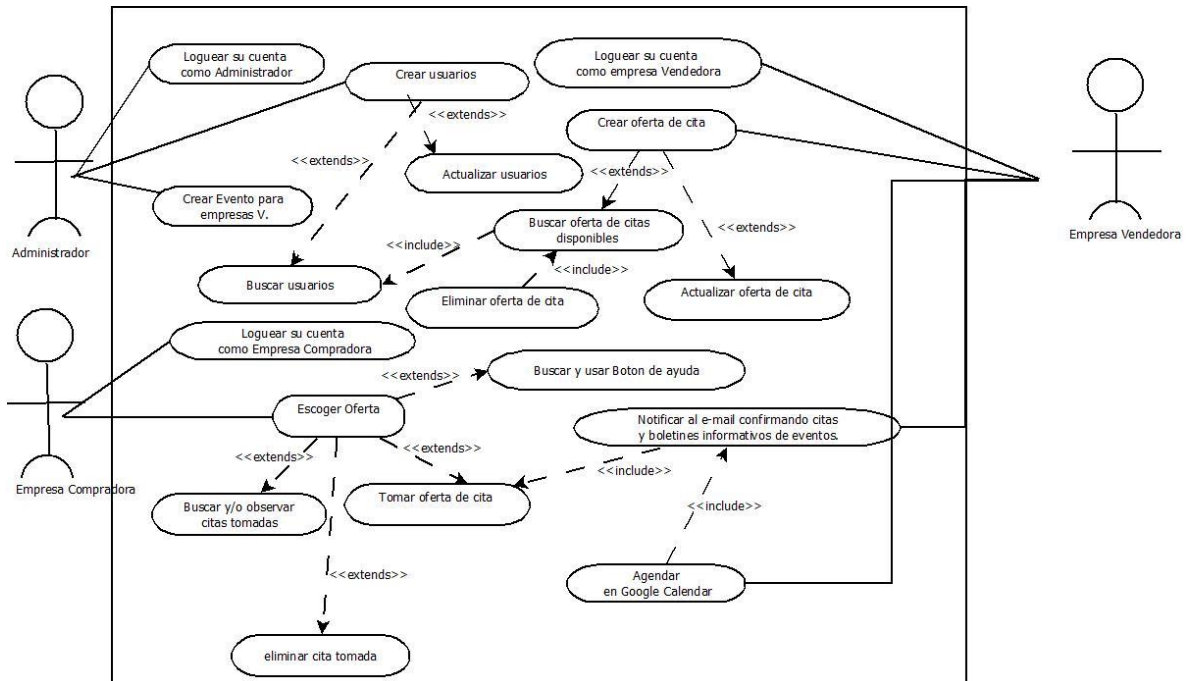 Loguear su cuenta
como Administrador
Crear usuarios
Loguear su cuenta
como empresa Vendedora
<<extends>>
Crear oferta de cita
<<extends>>
Actualizar usuarios
<<extends>>
Crear Evento para
empresas V.
Administrador
<<include>>
Buscar oferta de citas
disponibles
<<extends>>
Empresa Vendedora
<<include>>
Buscar usuarios
Eliminar oferta de cita
Actualizar oferta de cita
Loguear su cuenta
como Empresa Compradora
<<extends>>
Buscar y usar Boton de ayuda
Escoger Oferta
Notificar al e-mail confirmando citas
y boletines informativos de eventos.
<<extends>>
<<extends>>
<<include>>
Empresa Compradora
Buscar y/o observar
citas tomadas
Tomar oferta de cita
<<include>>
<<extends>>
Agendar
en Google Calendar
eliminar cita tomada